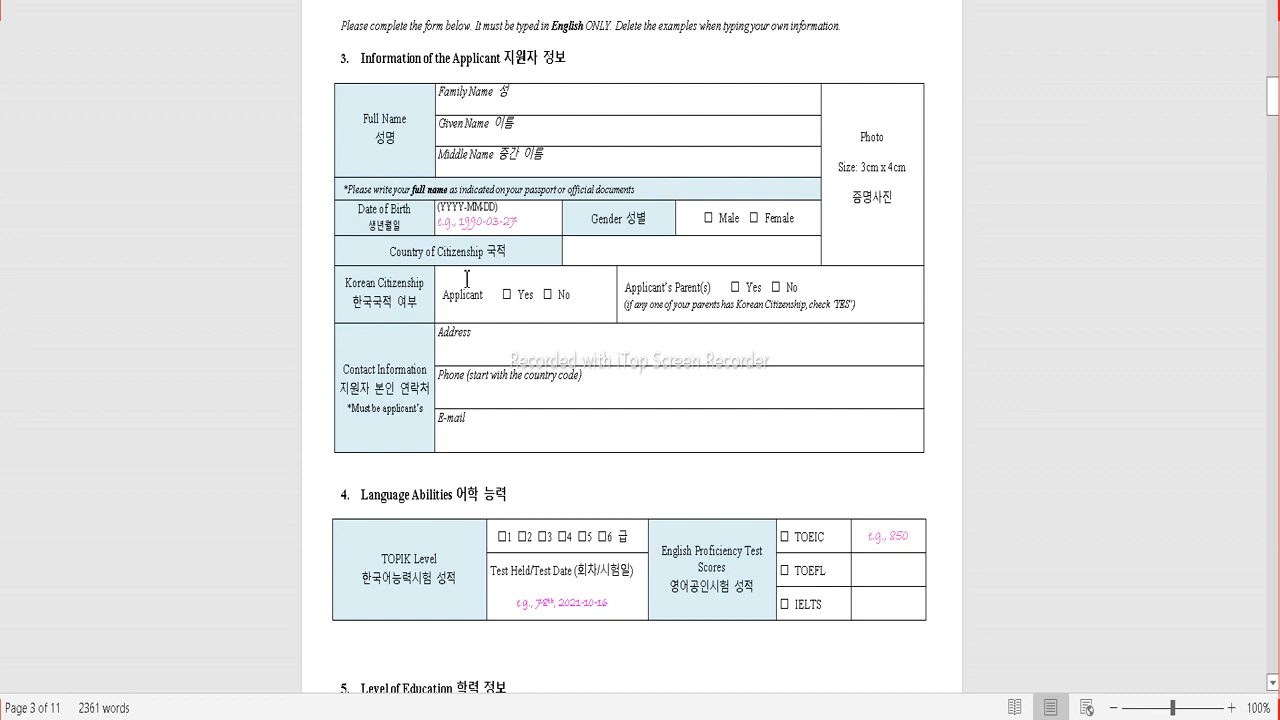 Please complete the form below. It must be typed in English ONLY. Delete the examples when typing your own information.
3. Information of the Applicant 지원자 정보
Full Name
성명
Family Name 성
Given Name 이름
Middle Name 중간 이름
Photo
Size: 3cm x 4cm
증명사진
*Please write your full name as indicated on your passport or official documents
Date of Birth
생년월일
(YYYY-MM-DD)
e.g., 1990-03-27
Gender 성별
☐ Male ☐ Female
Country of Citizenship 국적
Korean Citizenship
한국국적 여부
Applicant ☐ Yes ☐ No
Applicant's Parent(s) ☐ Yes ☐ No
(if any one of your parents has Korean Citizenship, check 'YES')
Contact Information
지원자 본인 연락처
*Must be applicant's
Address
Recorded with iTop Screen Recorder
Phone (start with the country code)
E-mail
4. Language Abilities 어학 능력
TOPIK Level
한국어능력시험 성적
☐1 ☐2 ☐3 ☐4 ☐5 ☐6 급
Test Held/Test Date (회차/시험일)
e.g., 78th, 2021-10-16
English Proficiency Test
Scores
영어공인시험 성적
☐ TOEIC
e.g., 850
☐ TOEFL
☐ IELTS
5. Level of Education 학력 정보
Page 3 of 11 2361 words
100%